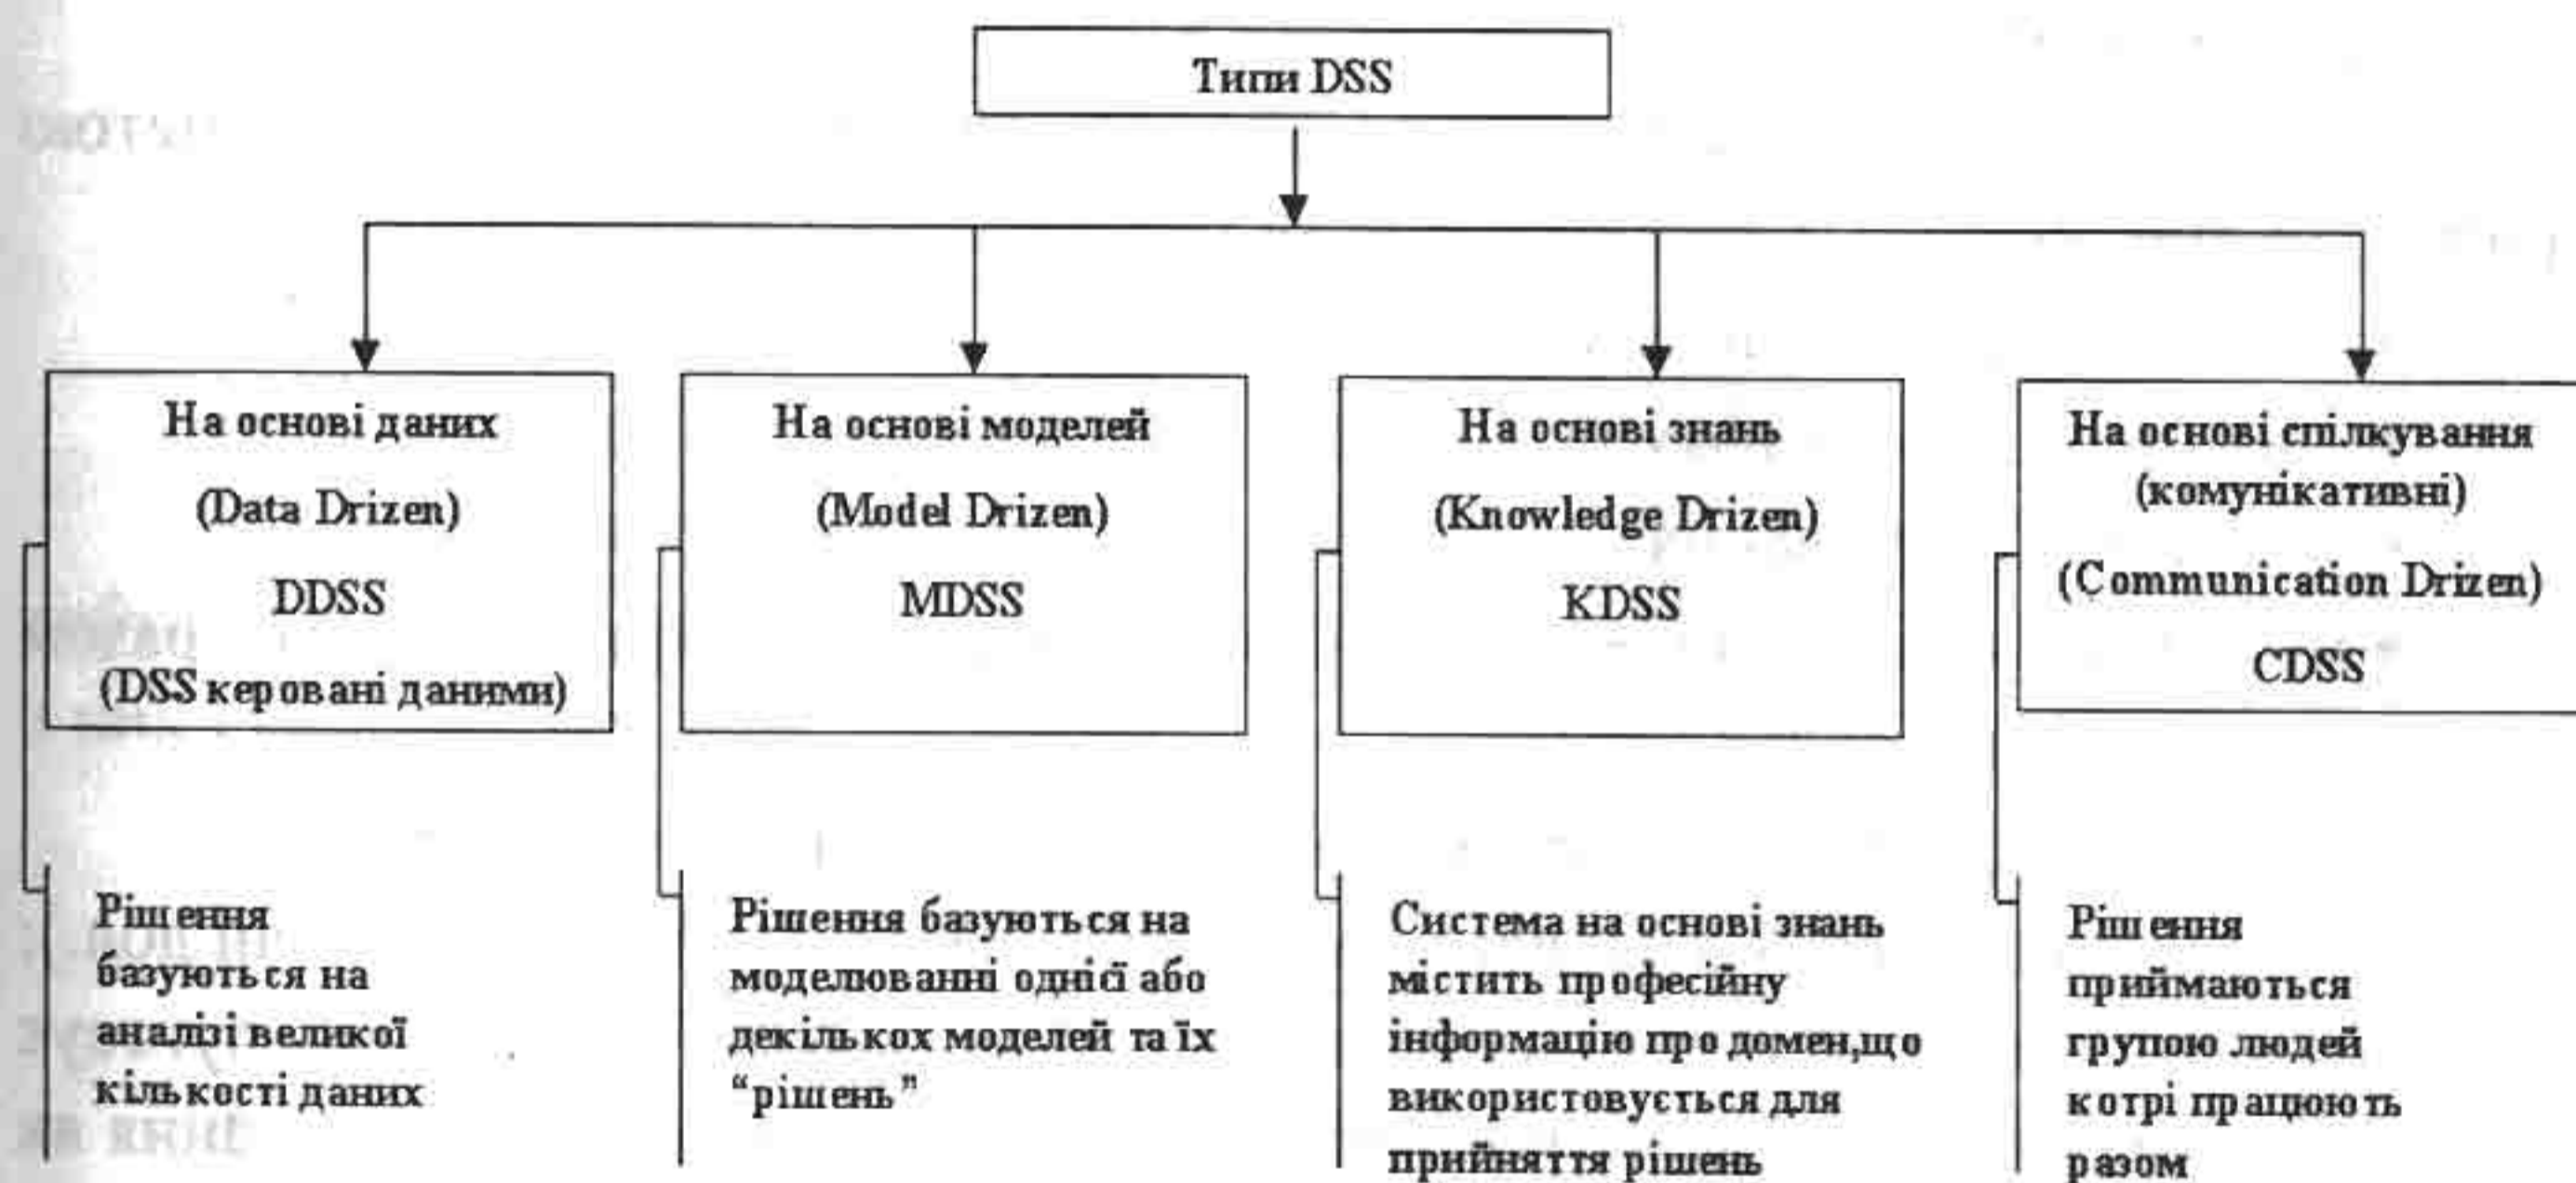 Типи DSS
На основі даних
(Data Drizen)
DDSS
(DSS керовані даними)
На основі моделей
(Model Drizen)
MDSS
На основі знань
(Knowledge Drizen)
KDSS
На основі спілкування
(комунікативні)
(Communication Drizen)
CDSS
Рішення
базуються на
аналізі великої
кількості даних
Рішення базуються на
моделюванні однієї або
декількох моделей та їх
“рішень”
Система на основі знань
містить професійну
інформацію про домен,що
використовується для
прийняття рішень
Рішення
приймаються
групою людей
котрі працюють
разом